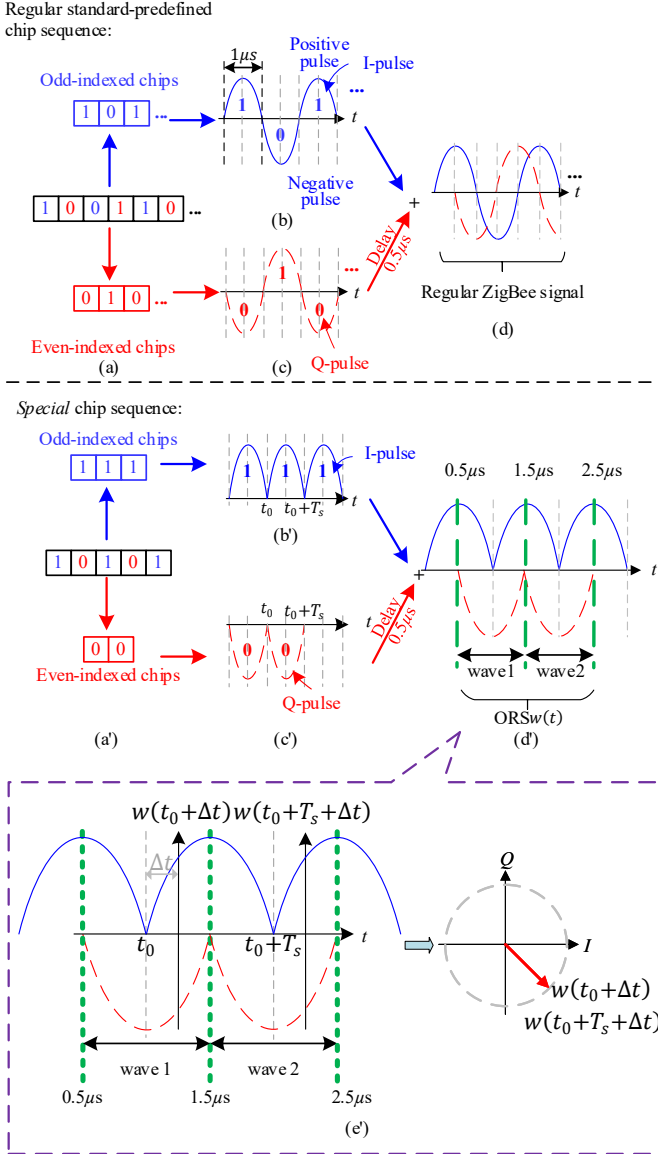 Regular standard-predefined
chip sequence:
Odd-indexed chips
1 0 1 ...
1 0 0 1 1 0 ...
0 1 0 ...
Even-indexed chips
(a)
1μs
Positive
pulse
I-pulse
1 0 1 ...
t
Negative
pulse
(b)
0 1 0 ...
t
Q-pulse
(c)
+
Delay
0.5μs
...
t
Regular ZigBee signal
(d)
Special chip sequence:
Odd-indexed chips
1 1 1
1 0 1 0 1
0 0
Even-indexed chips
(a')
1 1 1
I-pulse
t₀ t₀+Tₛ t
(b')
t₀ t₀+Tₛ t
0 0
Q-pulse
(c')
+
Delay
0.5μs
0.5μs 1.5μs 2.5μs
t
wave1 wave2
ORSw(t)
(d')
w(t₀+Δt) w(t₀+Tₛ+Δt)
Δt
t₀ t₀+Tₛ t
wave 1 wave 2
0.5μs 1.5μs 2.5μs
Q
I
w(t₀+Δt)
w(t₀+Tₛ+Δt)
(e')